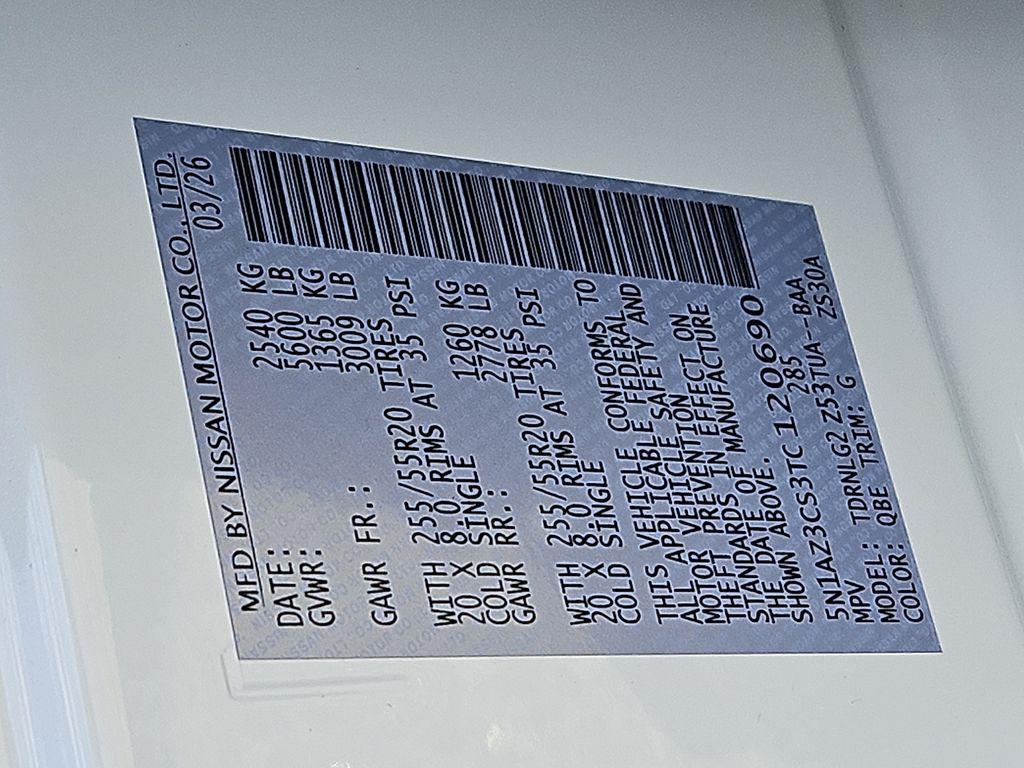 MFD BY NISSAN MOTOR CO., LTD.
DATE: 03/26
GVWR: 2540 KG
5600 LB
GAWR FR.: 1365 KG
3009 LB
WITH 255/55R20 TIRES
20 X 8.0 RIMS AT 35 PSI
COLD SINGLE
GAWR RR.: 1260 KG
2778 LB
WITH 255/55R20 TIRES
20 X 8.0 RIMS AT 35 PSI
COLD SINGLE
THIS VEHICLE CONFORMS TO
ALL APPLICABLE FEDERAL
MOTOR VEHICLE SAFETY AND
THEFT PREVENTION
STANDARDS IN EFFECT ON
THE DATE OF MANUFACTURE
SHOWN ABOVE.
5N1AZ3CS3TC120690
MPV 285
MODEL: TDRNLG2 Z53TUA--BAA
COLOR: QBE TRIM: G ZS30A